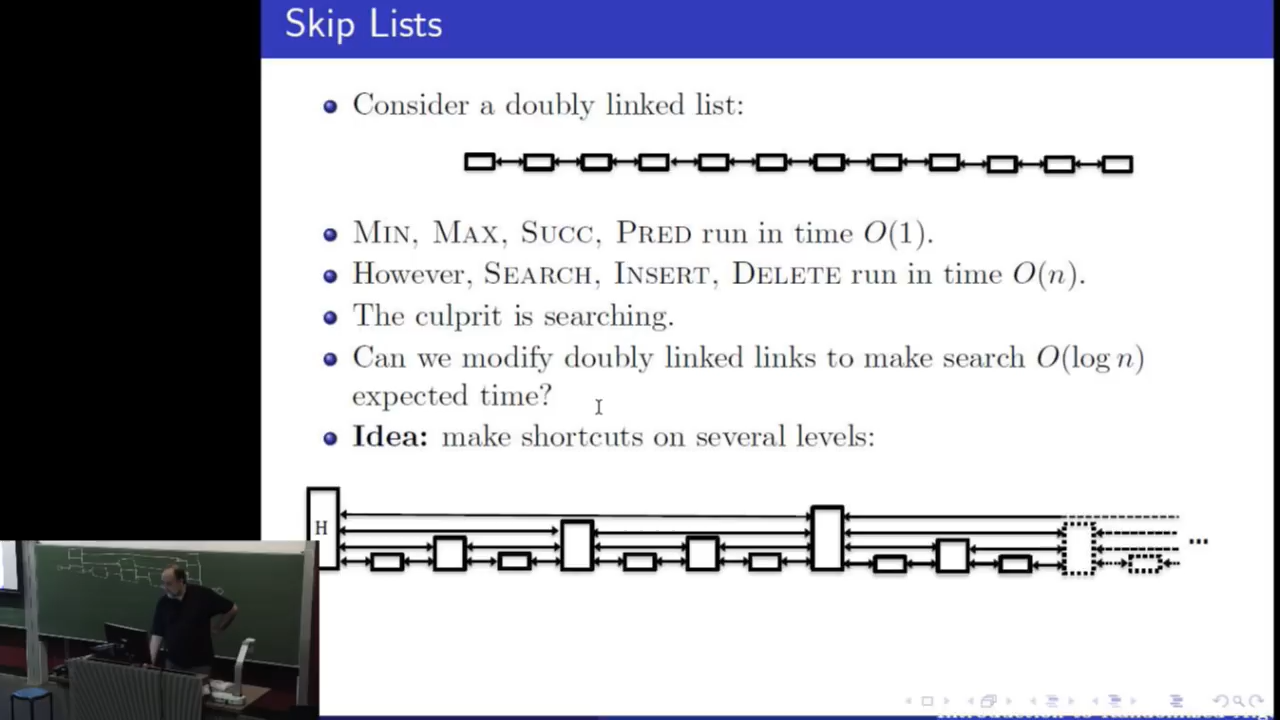 Skip Lists
Consider a doubly linked list:
MIN, MAX, SUCC, PRED run in time O(1).
However, SEARCH, INSERT, DELETE run in time O(n).
The culprit is searching.
Can we modify doubly linked links to make search O(log n)
expected time?
Idea: make shortcuts on several levels:
H
...